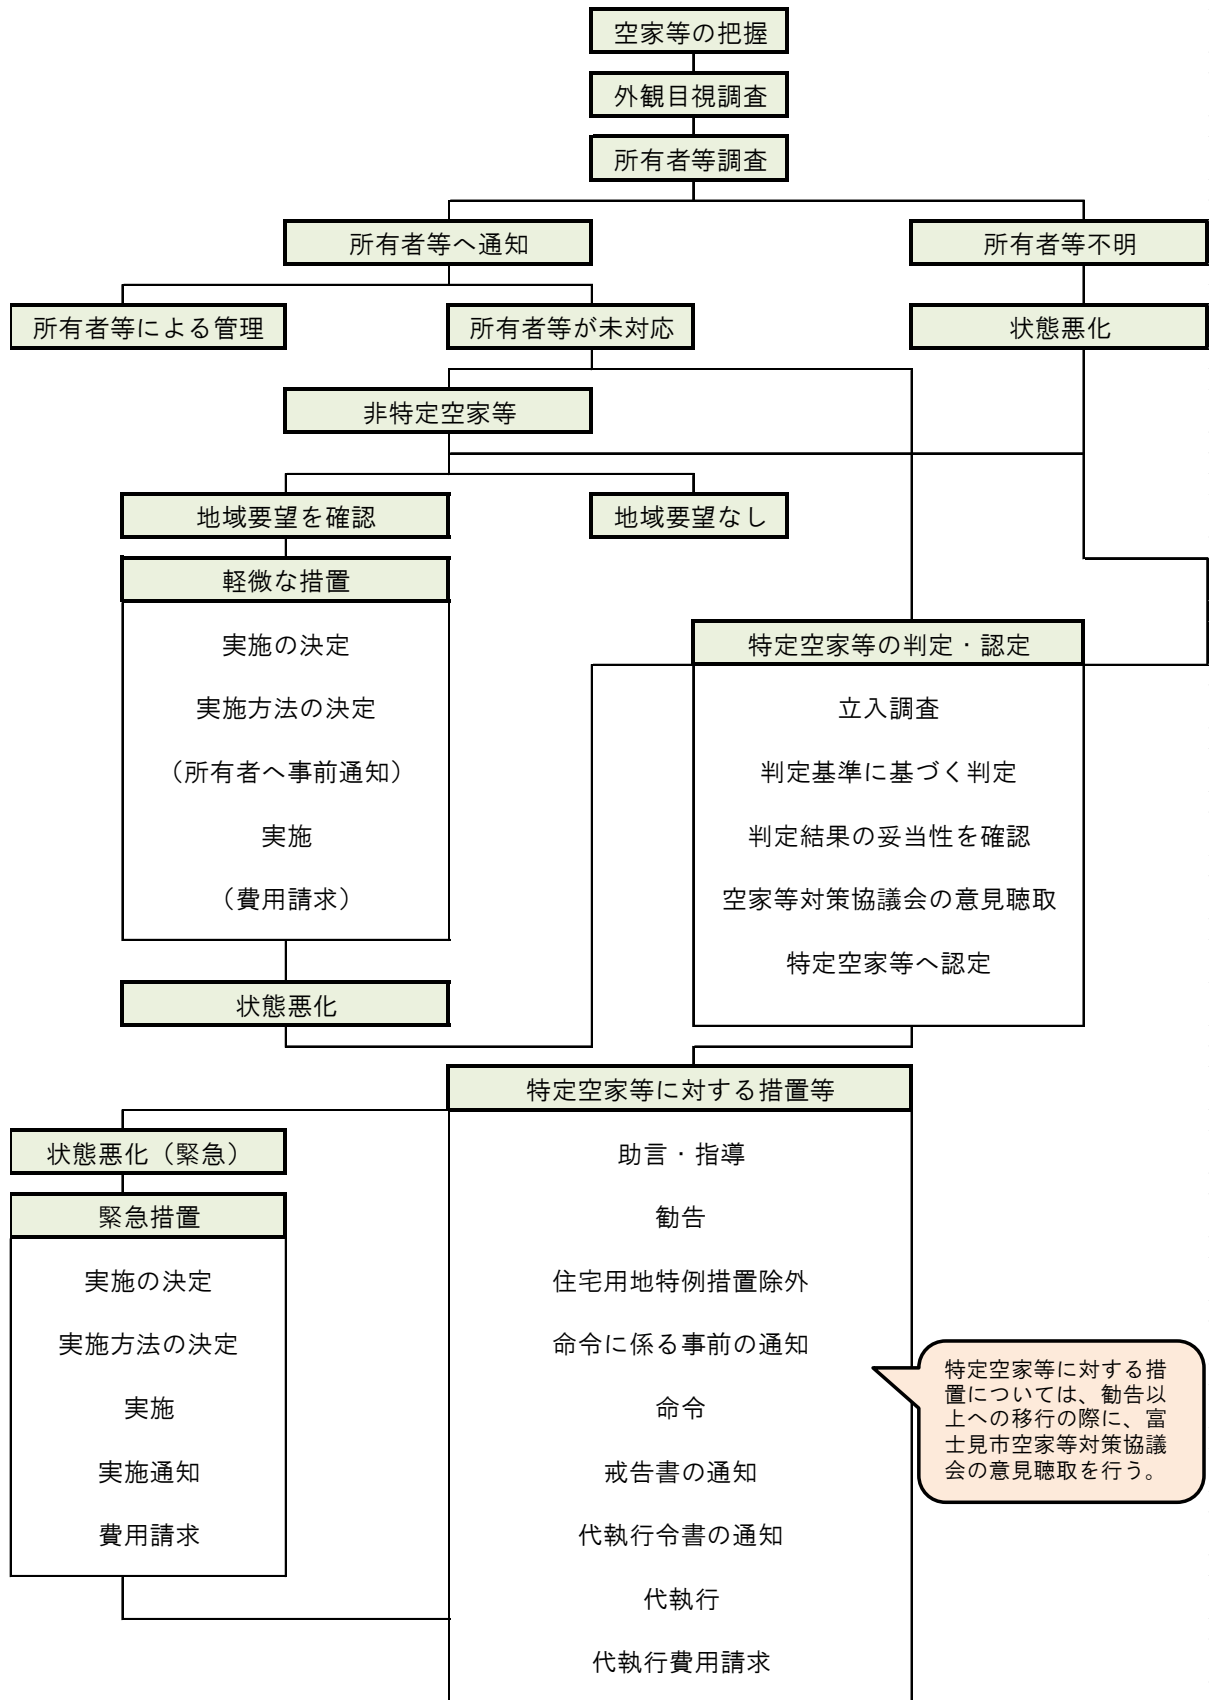 空家等の把握
外観目視調査
所有者等調査
所有者等へ通知
所有者等不明
所有者等による管理
所有者等が未対応
状態悪化
非特定空家等
地域要望を確認
地域要望なし
軽微な措置
実施の決定
実施方法の決定
（所有者へ事前通知）
実施
（費用請求）
状態悪化
特定空家等の判定・認定
立入調査
判定基準に基づく判定
判定結果の妥当性を確認
空家等対策協議会の意見聴取
特定空家等へ認定
特定空家等に対する措置等
助言・指導
勧告
住宅用地特例措置除外
命令に係る事前の通知
命令
戒告書の通知
代執行令書の通知
代執行
代執行費用請求
状態悪化（緊急）
緊急措置
実施の決定
実施方法の決定
実施
実施通知
費用請求
特定空家等に対する措
置については、勧告以
上への移行の際に、富
士見市空家等対策協議
会の意見聴取を行う。